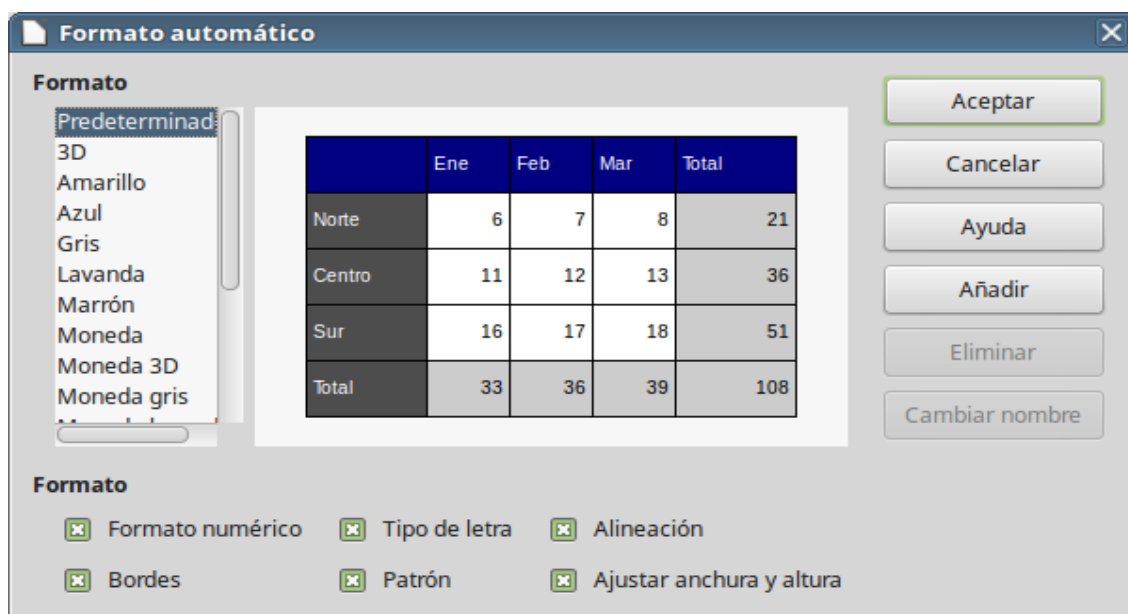 Formato automático
Formato
Predeterminad
3D
Amarillo
Azul
Gris
Lavanda
Marrón
Moneda
Moneda 3D
Moneda gris
Ene Feb Mar Total
Norte 6 7 8 21
Centro 11 12 13 36
Sur 16 17 18 51
Total 33 36 39 108
Aceptar
Cancelar
Ayuda
Añadir
Eliminar
Cambiar nombre
Formato
Formato numérico Tipo de letra Alineación
Bordes Patrón Ajustar anchura y altura